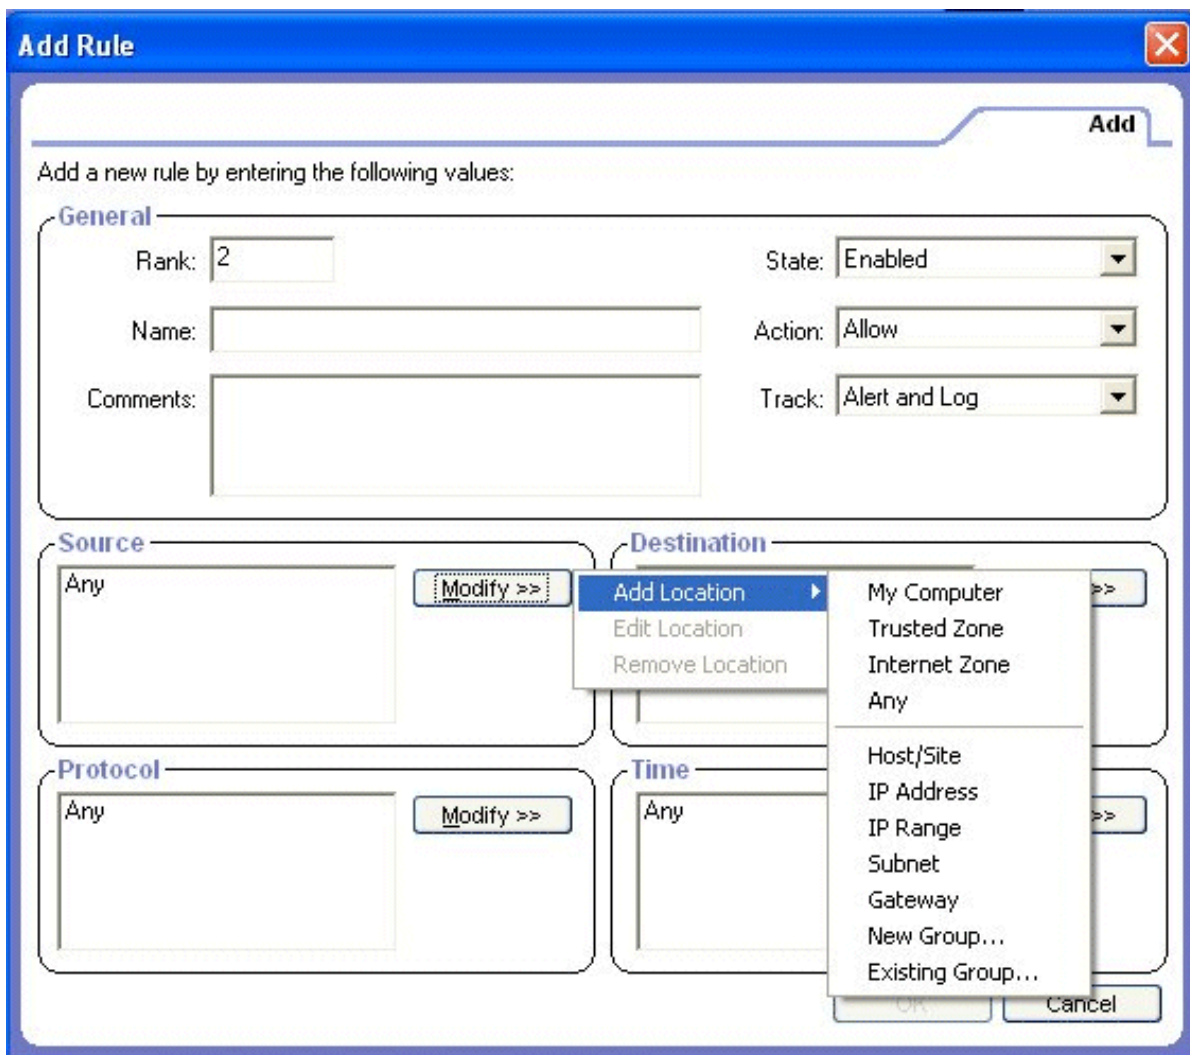 Add Rule
Add
Add a new rule by entering the following values:
General
Rank: 2
State: Enabled
Name:
Action: Allow
Comments:
Track: Alert and Log
Source
Any
Modify >>
Destination
>>
Add Location
Edit Location
Remove Location
My Computer
Trusted Zone
Internet Zone
Any
Host/Site
IP Address
IP Range
Subnet
Gateway
New Group...
Existing Group...
Protocol
Any
Modify >>
Time
Any
>>
OK
Cancel